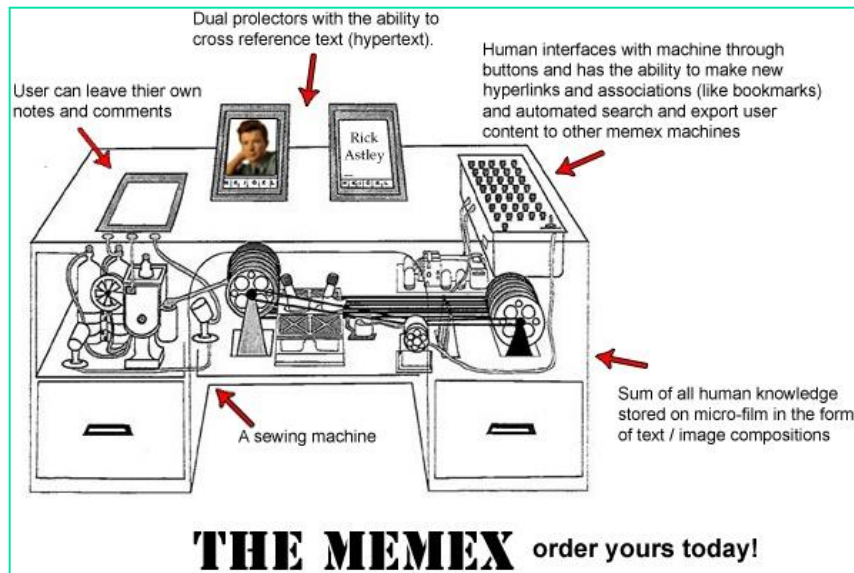 Dual prolectors with the ability to
cross reference text (hypertext).
Human interfaces with machine through
buttons and has the ability to make new
hyperlinks and associations (like bookmarks)
and automated search and export user
content to other memex machines
User can leave thier own
notes and comments
Rick
Astley
Sum of all human knowledge
stored on micro-film in the form
of text / image compositions
A sewing machine
THE MEMEX order yours today!